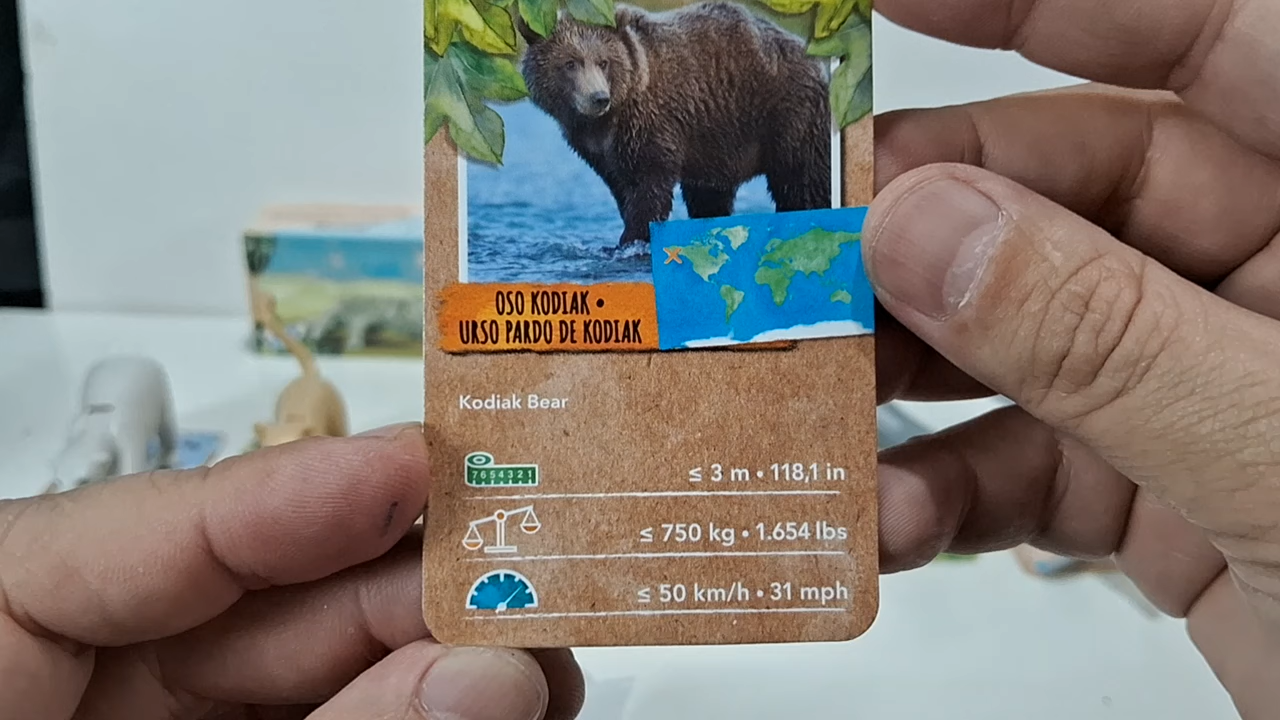 OSO KODIAK •
URSO PARDO DE KODIAK
Kodiak Bear
7654321
≤ 3 m • 118,1 in
≤ 750 kg • 1.654 lbs
≤ 50 km/h • 31 mph